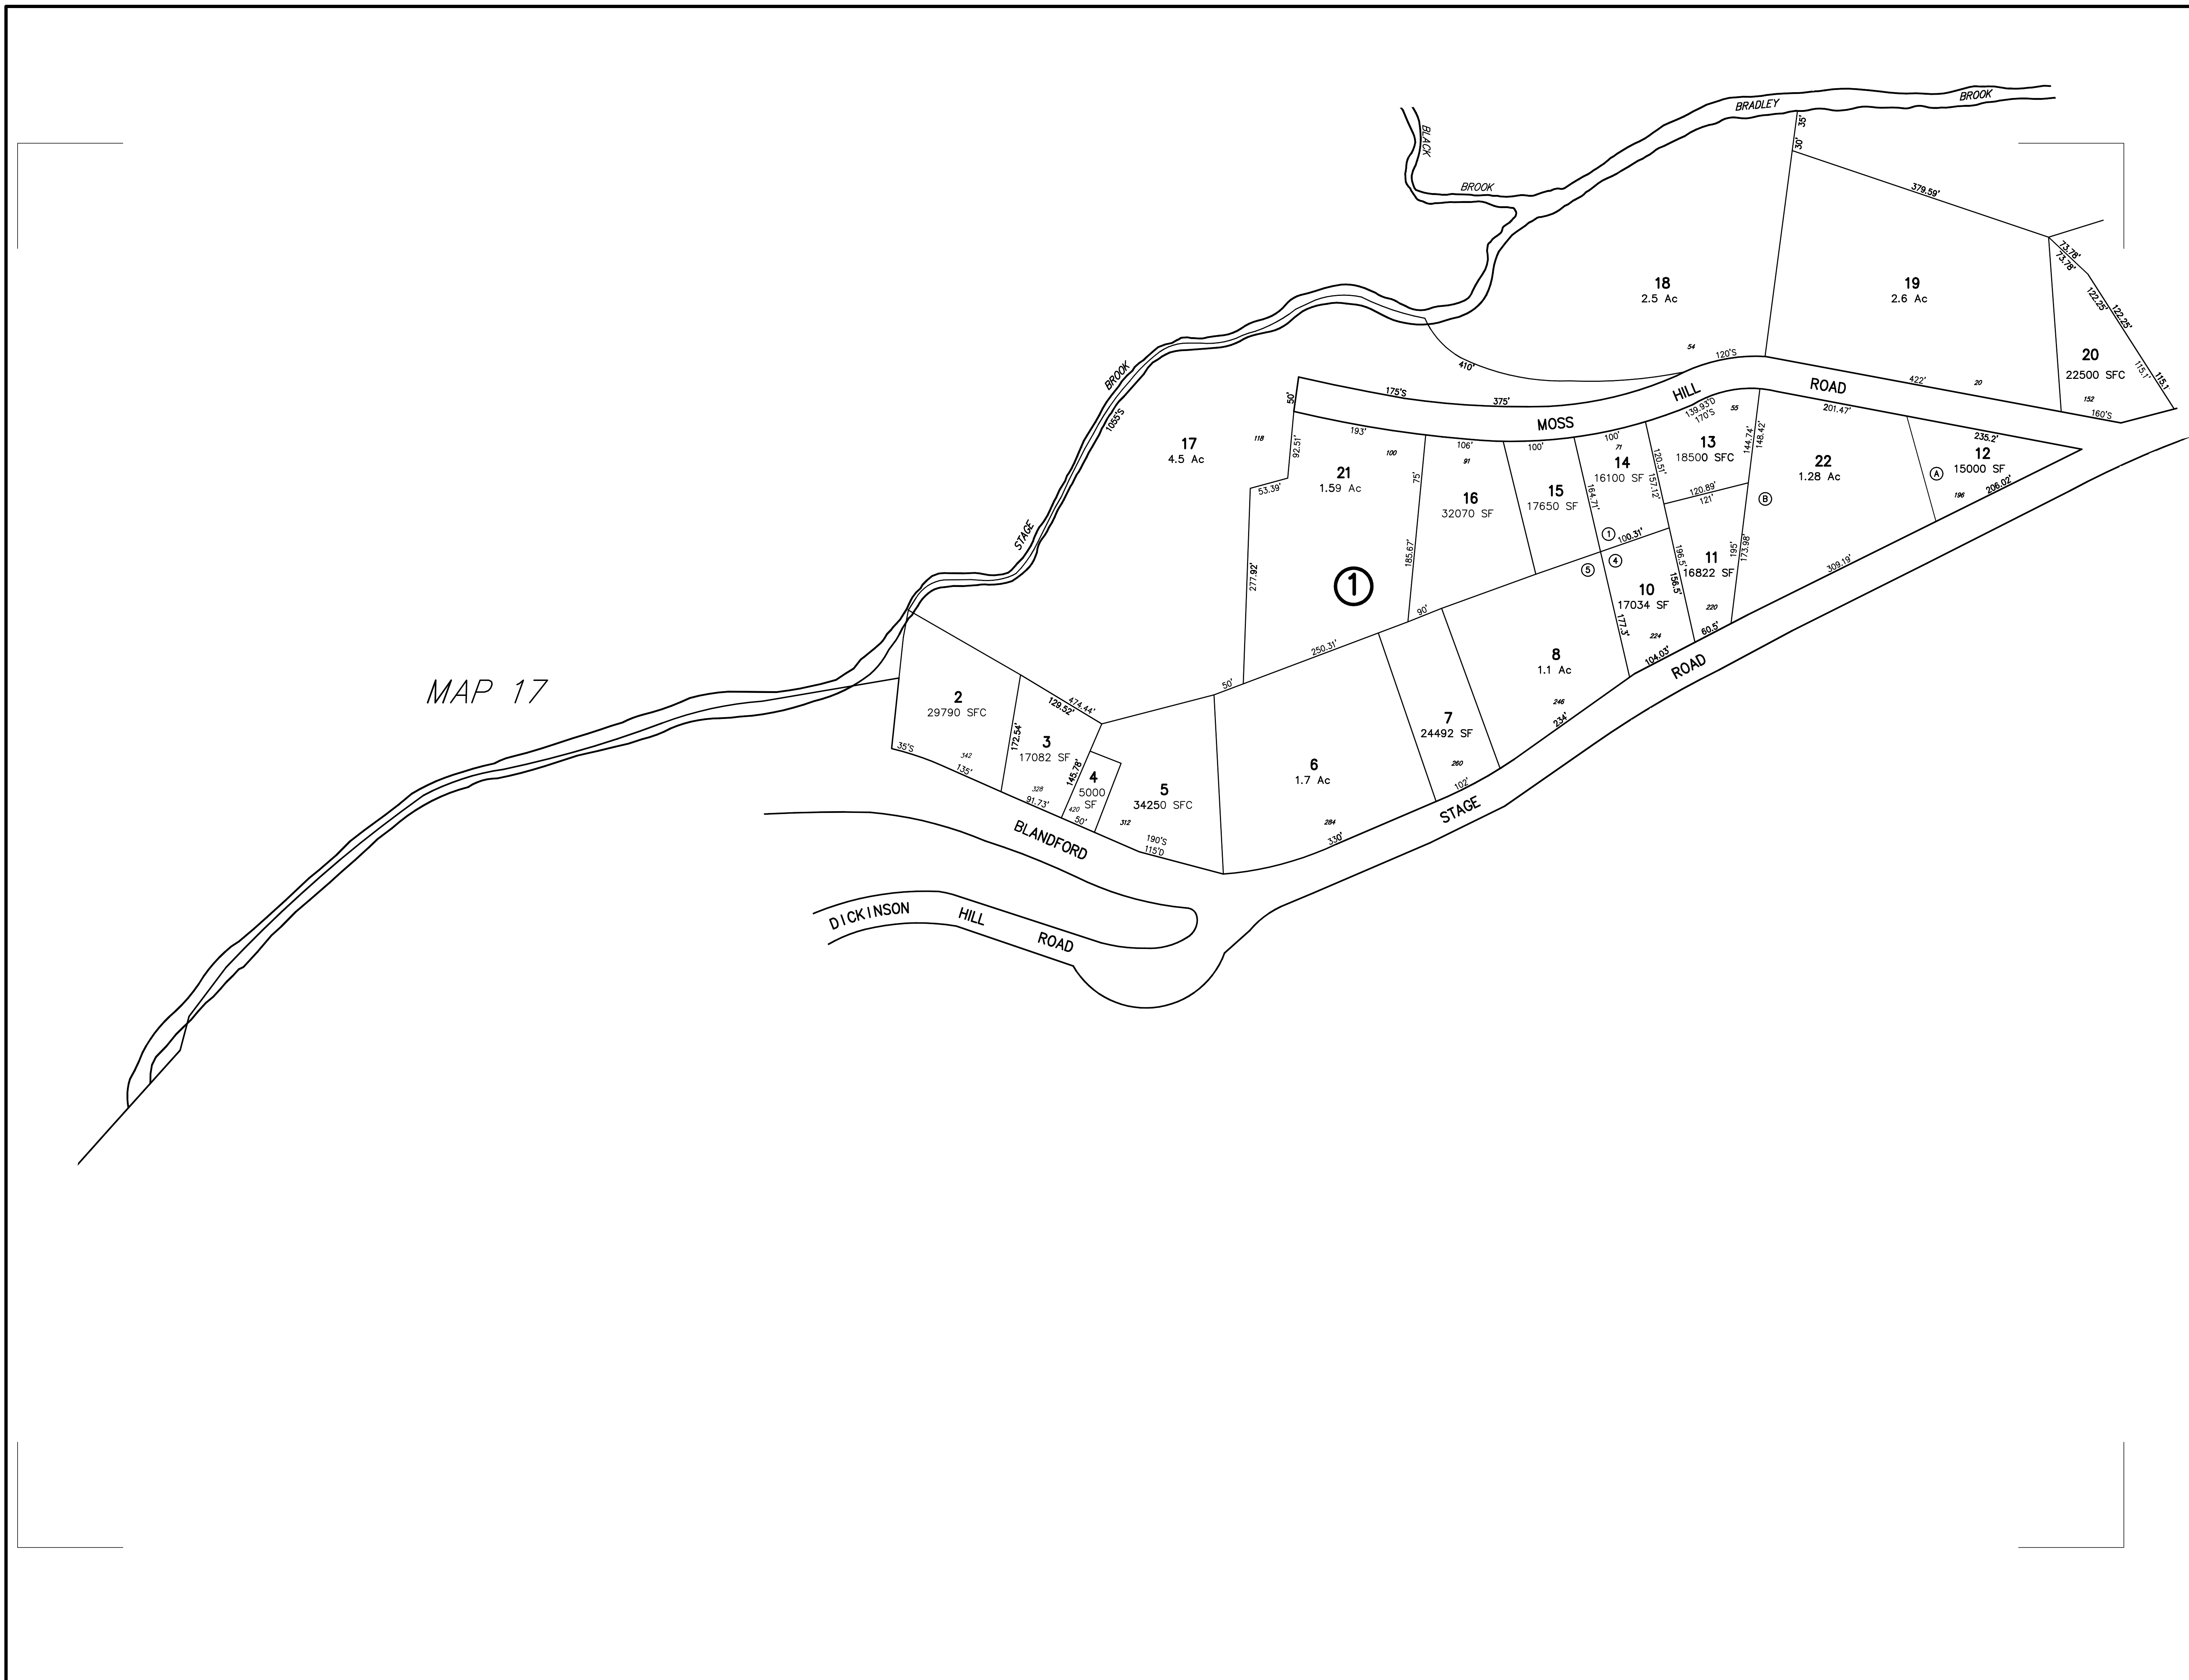 BRADLEY BROOK
BLACK
BROOK
35'
30'
379.59'
73.78'
73.78'
122.25'
122.25'
115.1'
115.1
18
2.5 Ac
54
120'S
19
2.6 Ac
422'
20
20
22500 SFC
152
160'S
410'
BROOK
1055'S
STAGE
50'
175'S
375'
MOSS HILL ROAD
17
4.5 Ac
118
92.51'
53.39'
277.92'
193'
100
21
1.59 Ac
75'
185.67'
106'
91
16
32070 SF
100'
15
17650 SF
164.71'
100'
71
14
16100 SF
120.51'
157.12'
1
100.31'
139.93'D
170'S
55
13
18500 SFC
144.74'
148.42'
120.89'
121'
201.47'
22
1.28 Ac
B
235.2'
12
15000 SF
A
196
206.02'
309.19'
11
16822 SF
196.5'
156.5'
195'
173.98'
220
60.5'
5
4
10
17034 SF
177.3'
224
104.03'
ROAD
1
90'
250.31'
50'
8
1.1 Ac
246
234'
7
24492 SF
260
102'
STAGE
6
1.7 Ac
284
330'
MAP 17
2
29790 SFC
35'S
342
135'
474.44'
129.52'
172.54'
3
17082 SF
328
91.73'
145.78'
4
5000
SF
420
50'
5
34250 SFC
312
190'S
115'D
BLANDFORD
DICKINSON HILL ROAD